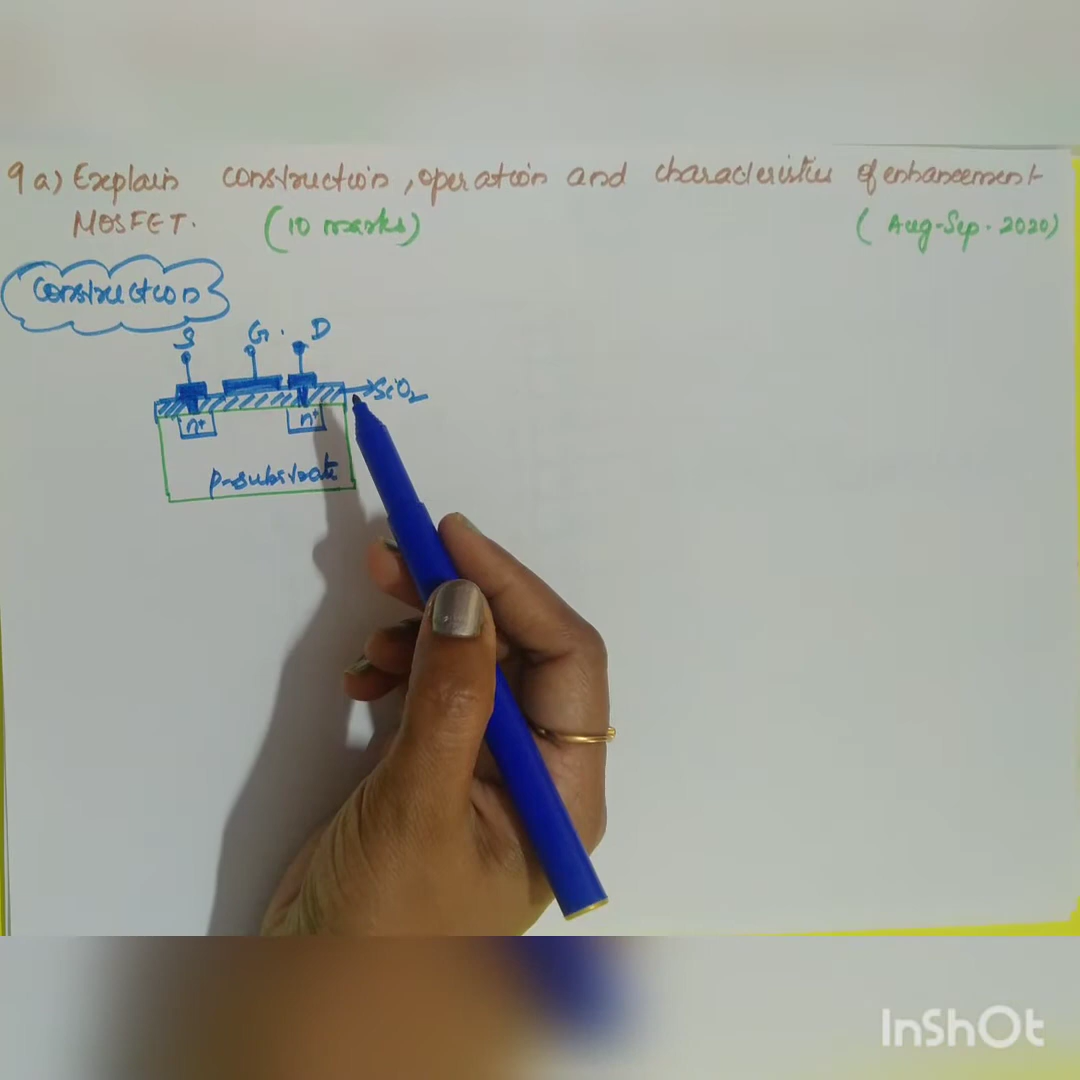 9 a) Explain construction, operation and characteristics of enhancement
MOSFET. (10 marks) (Aug-Sep. 2020)
Construction
S G D
SiO2
n+ n+
p-substrate
InShOt